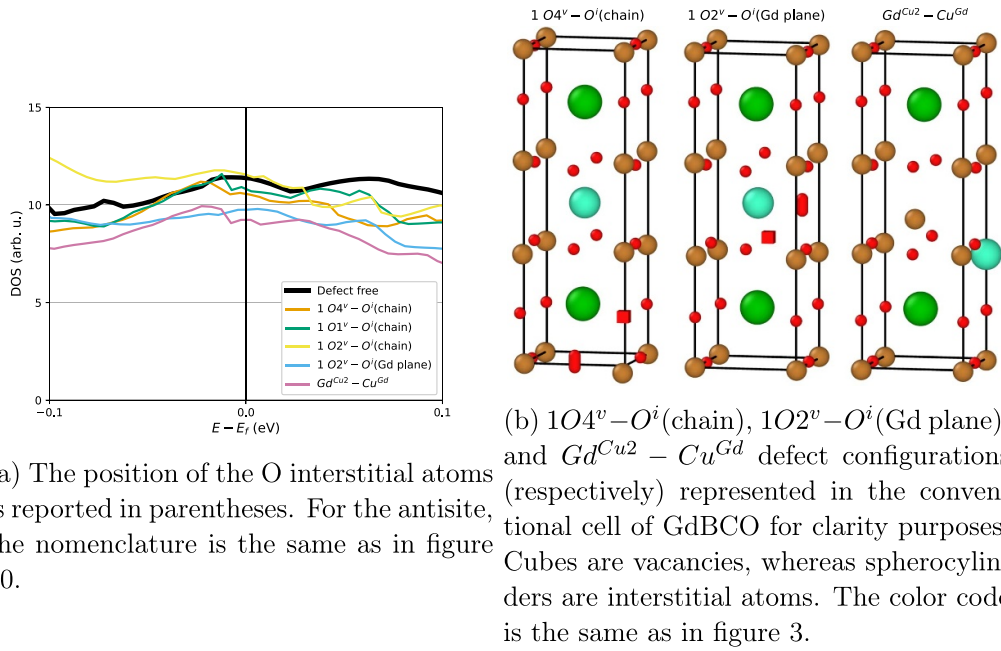 1 O4^v − O^i(chain)
1 O2^v − O^i(Gd plane)
Gd^{Cu2} − Cu^{Gd}
15
10
5
0
DOS (arb. u.)
Defect free
1 O4^v − O^i(chain)
1 O1^v − O^i(chain)
1 O2^v − O^i(chain)
1 O2^v − O^i(Gd plane)
Gd^{Cu2} − Cu^{Gd}
−0.1
0.0
0.1
E − E_f (eV)
a) The position of the O interstitial atoms
s reported in parentheses. For the antisite,
he nomenclature is the same as in figure
0.
(b) 1O4^v−O^i(chain), 1O2^v−O^i(Gd plane)
and Gd^{Cu2} − Cu^{Gd} defect configurations
(respectively) represented in the conven
tional cell of GdBCO for clarity purposes
Cubes are vacancies, whereas spherocylin
ders are interstitial atoms. The color code
is the same as in figure 3.